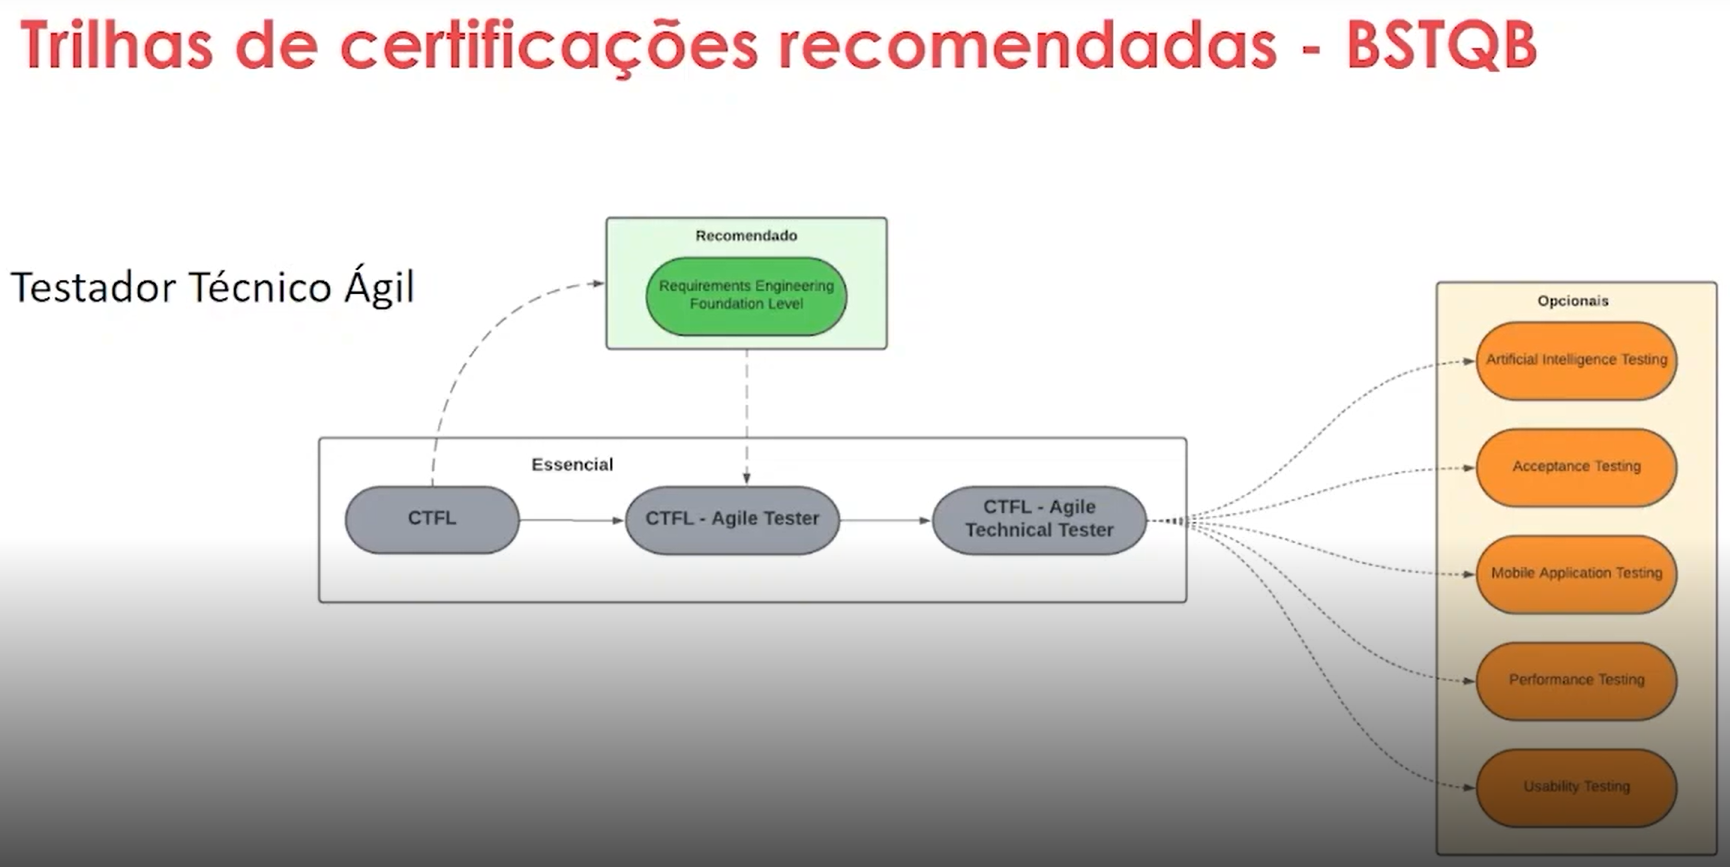 Trilhas de certificações recomendadas - BSTQB
Testador Técnico Ágil
Recomendado
Requirements Engineering
Foundation Level
Essencial
CTFL
CTFL - Agile Tester
CTFL - Agile
Technical Tester
Opcionais
Artificial Intelligence Testing
Acceptance Testing
Mobile Application Testing
Performance Testing
Usability Testing